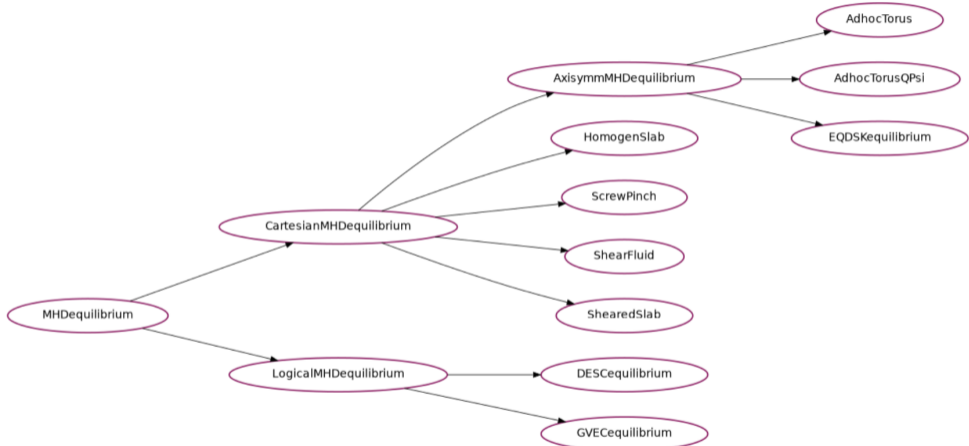 AdhocTorus
AxisymmMHDequilibrium
AdhocTorusQPsi
HomogenSlab
EQDSKequilibrium
ScrewPinch
CartesianMHDequilibrium
ShearFluid
MHDequilibrium
ShearedSlab
LogicalMHDequilibrium
DESCequilibrium
GVECequilibrium